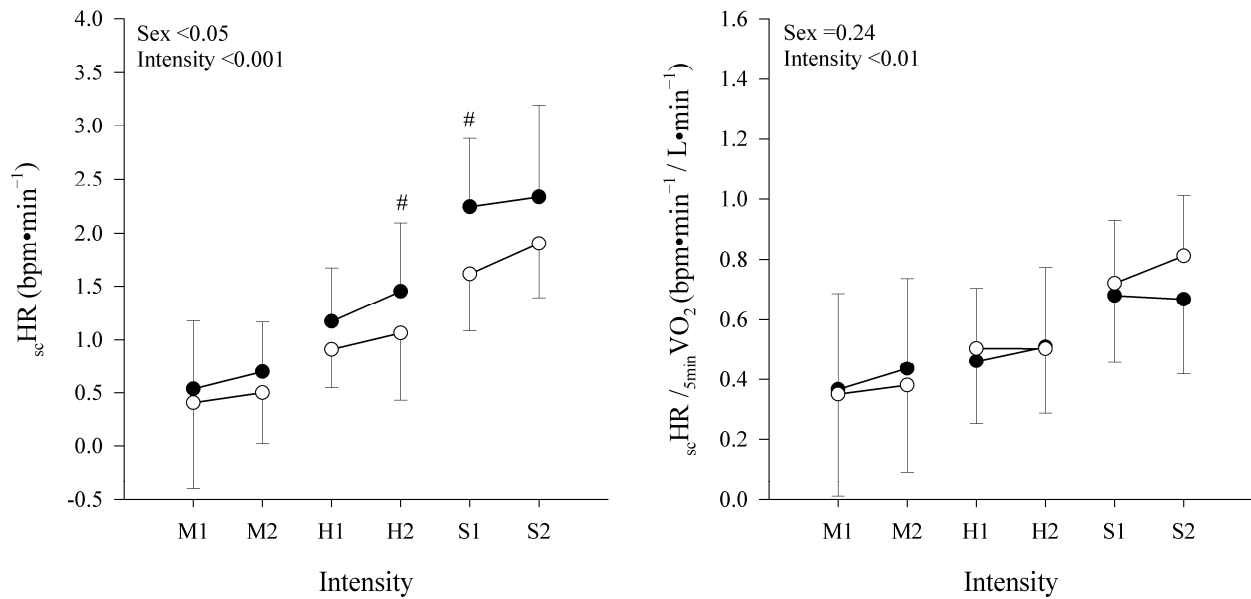 Sex <0.05
Intensity <0.001
4.0
3.5
3.0
2.5
2.0
1.5
1.0
0.5
0.0
-0.5
scHR (bpm•min⁻¹)
#
#
M1 M2 H1 H2 S1 S2
Intensity
Sex =0.24
Intensity <0.01
1.6
1.4
1.2
1.0
0.8
0.6
0.4
0.2
0.0
scHR /5minVO₂ (bpm•min⁻¹ / L•min⁻¹)
M1 M2 H1 H2 S1 S2
Intensity